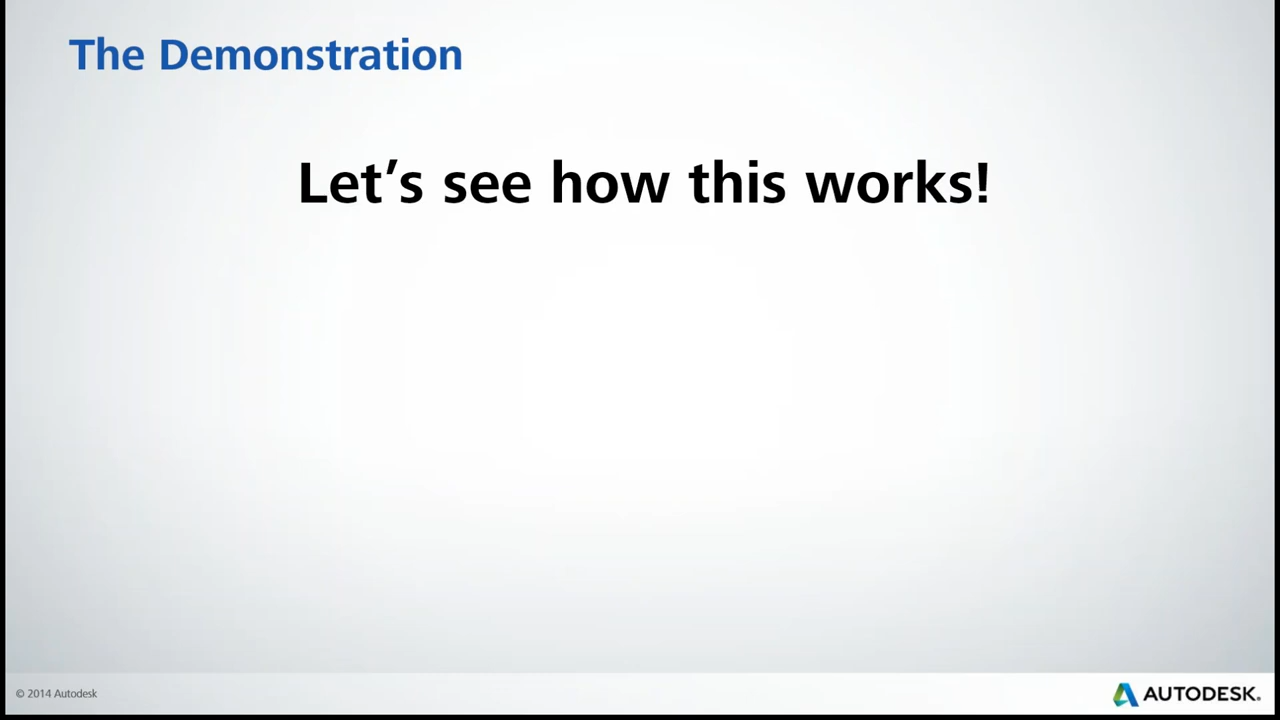 The Demonstration
Let’s see how this works!
© 2014 Autodesk
AUTODESK.